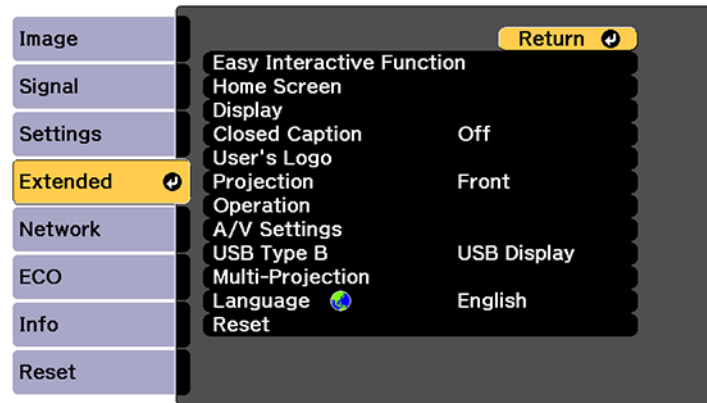 Image
Signal
Settings
Extended
Network
ECO
Info
Reset
Return
Easy Interactive Function
Home Screen
Display
Closed Caption Off
User's Logo
Projection Front
Operation
A/V Settings
USB Type B USB Display
Multi-Projection
Language English
Reset